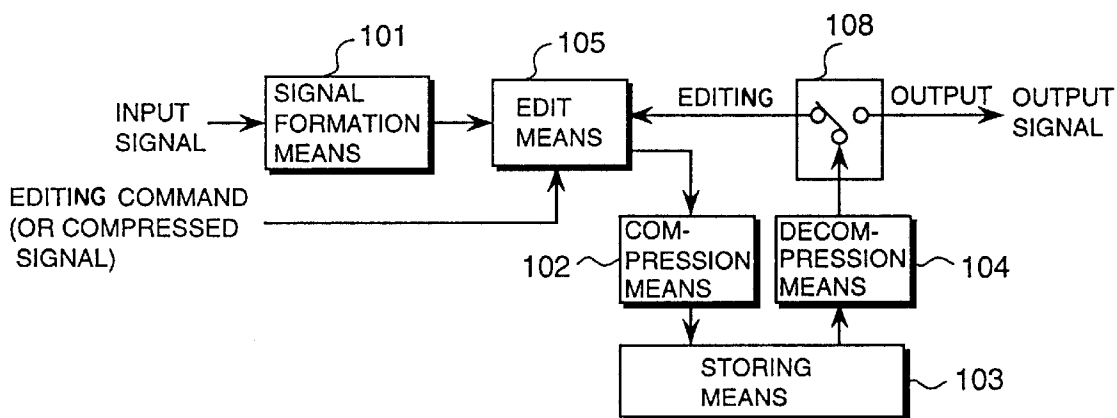 101
105
108
INPUT
SIGNAL
SIGNAL
FORMATION
MEANS
EDIT
MEANS
EDITING
OUTPUT
OUTPUT
SIGNAL
EDITING COMMAND
(OR COMPRESSED
SIGNAL)
102
COM-
PRESSION
MEANS
DECOM-
PRESSION
MEANS
104
STORING
MEANS
103